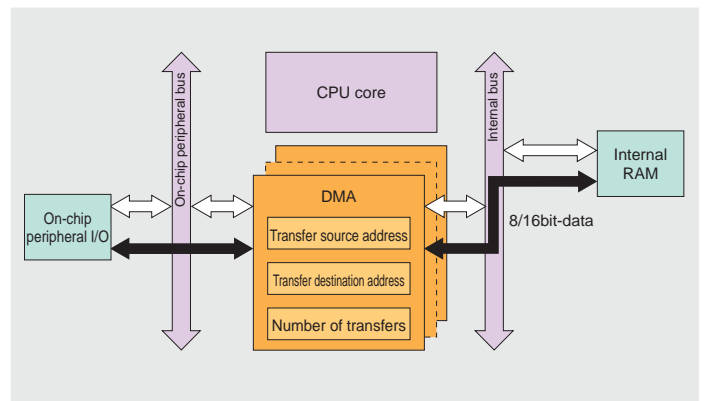 CPU core
On-chip peripheral bus
Internal bus
Internal
RAM
On-chip
peripheral I/O
DMA
Transfer source address
Transfer destination address
Number of transfers
8/16bit-data